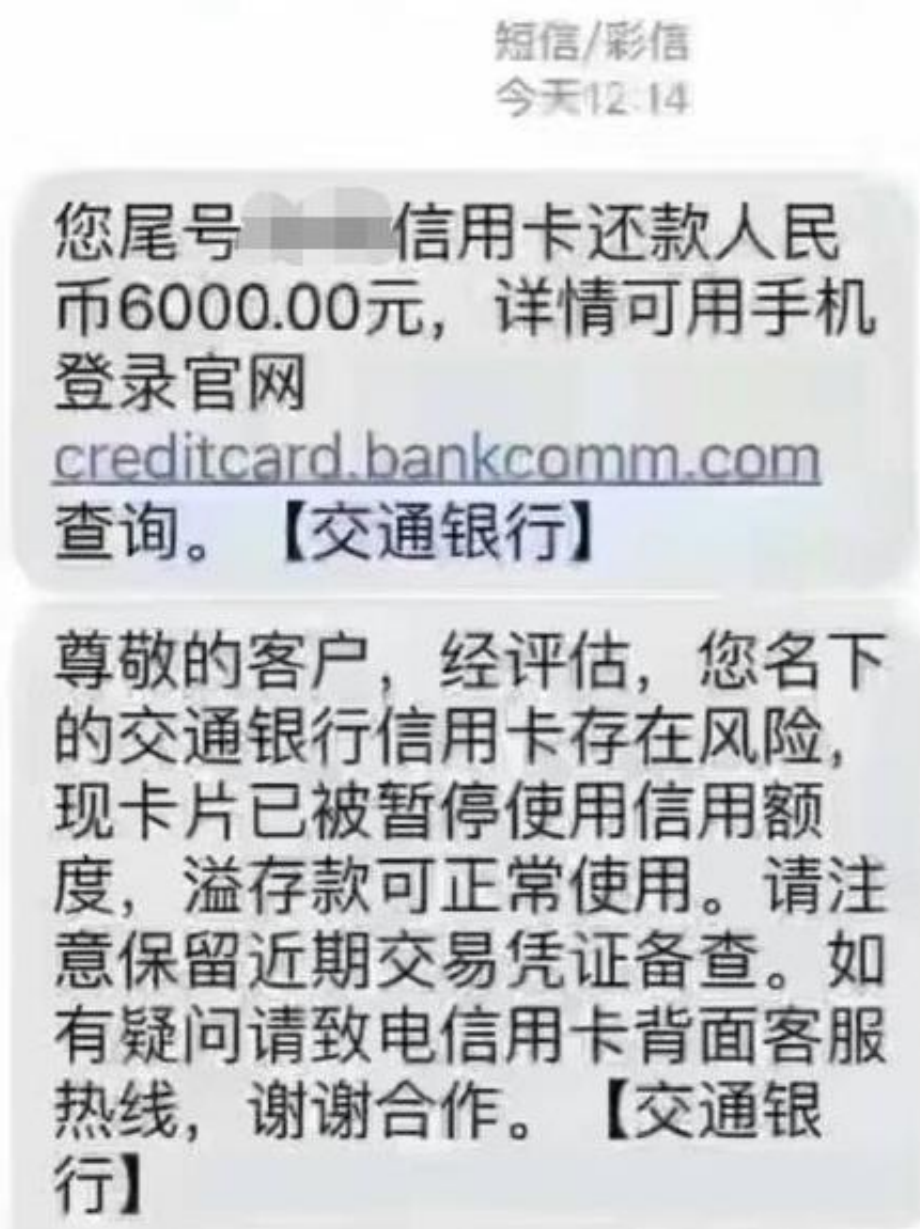 短信/彩信
今天12:14
您尾号信用卡还款人民
币6000.00元，详情可用手机
登录官网
creditcard.bankcomm.com
查询。【交通银行】
尊敬的客户，经评估，您名下
的交通银行信用卡存在风险，
现卡片已被暂停使用信用额
度，溢存款可正常使用。请注
意保留近期交易凭证备查。如
有疑问请致电信用卡背面客服
热线，谢谢合作。【交通银
行】